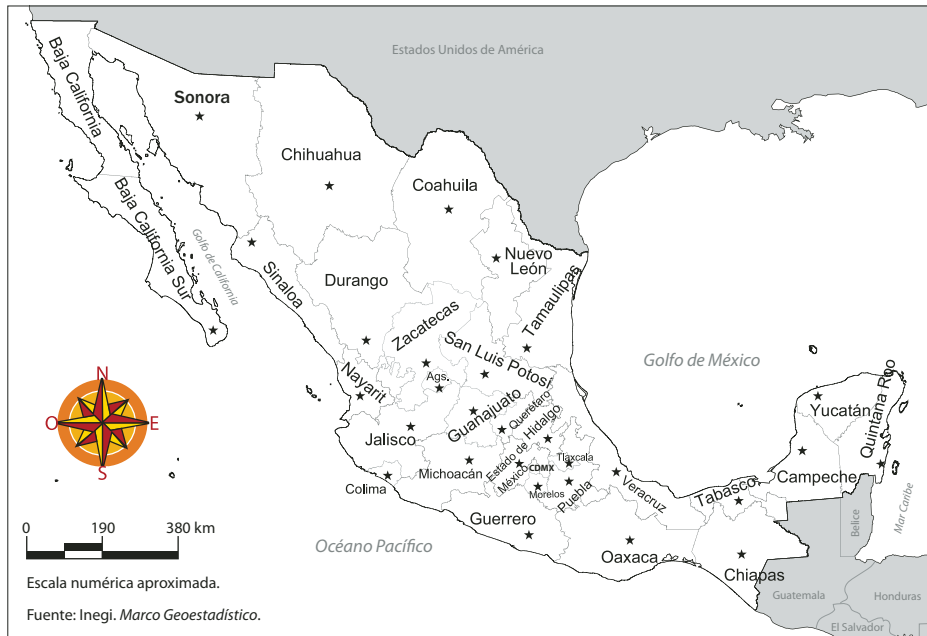 Estados Unidos de América
Baja California
Sonora
Chihuahua
Coahuila
Baja California Sur
Golfo de California
Sinaloa
Nuevo
León
Durango
Tamaulipas
Zacatecas
San Luis Potosí
Golfo de México
Nayarit
Ags.
N
O
E
S
Guanajuato
Querétaro
Hidalgo
Yucatán
Quintana Roo
Jalisco
Michoacán
Estado de
México
CDMX
Tlaxcala
Colima
Morelos
Puebla
Veracruz
Tabasco
Campeche
Mar Caribe
Belice
Guerrero
Océano Pacífico
Oaxaca
Chiapas
Guatemala
Honduras
El Salvador
0 190 380 km
Escala numérica aproximada.
Fuente: Inegi. Marco Geoestadístico.